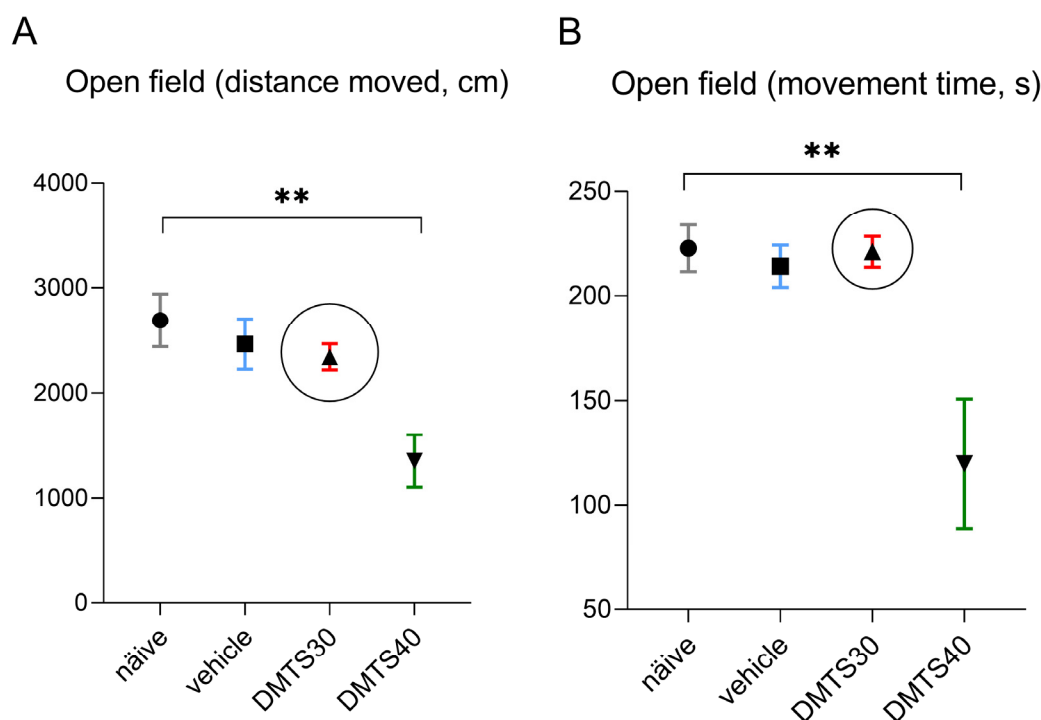 A
Open field (distance moved, cm)
**
4000
3000
2000
1000
0
näive
vehicle
DMTS30
DMTS40
B
Open field (movement time, s)
**
250
200
150
100
50
näive
vehicle
DMTS30
DMTS40